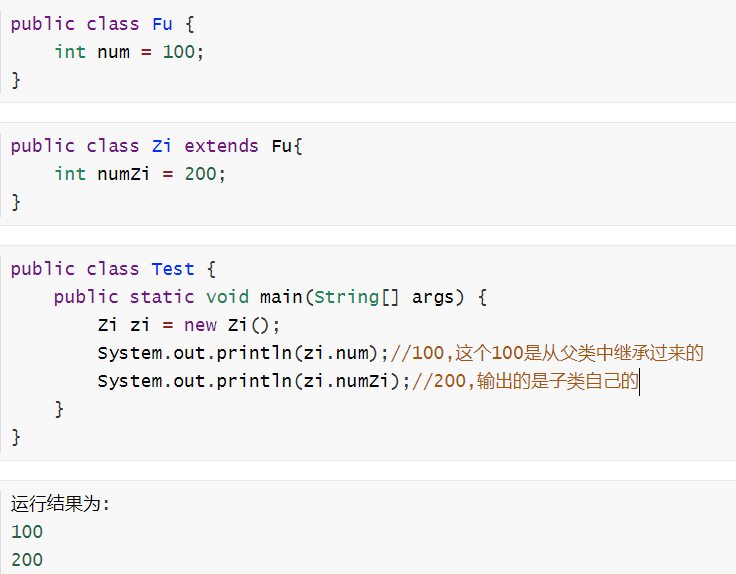 public class Fu {
    int num = 100;
}
public class Zi extends Fu{
    int numZi = 200;
}
public class Test {
    public static void main(String[] args) {
        Zi zi = new Zi();
        System.out.println(zi.num);//100,这个100是从父类中继承过来的
        System.out.println(zi.numZi);//200,输出的是子类自己的
    }
}
运行结果为:
100
200